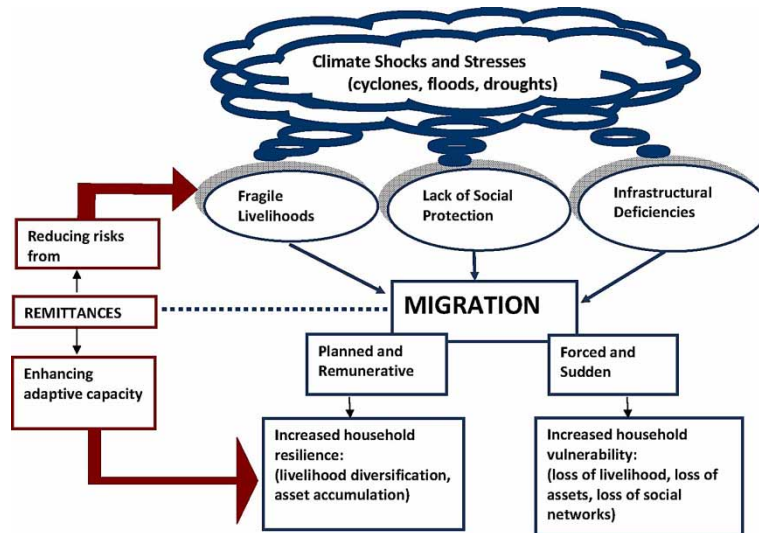 Climate Shocks and Stresses
(cyclones, floods, droughts)
Fragile
Livelihoods
Lack of Social
Protection
Infrastructural
Deficiencies
Reducing risks
from
REMITTANCES
MIGRATION
Enhancing
adaptive capacity
Planned and
Remunerative
Forced and
Sudden
Increased household
resilience:
(livelihood diversification,
asset accumulation)
Increased household
vulnerability:
(loss of livelihood, loss of
assets, loss of social
networks)